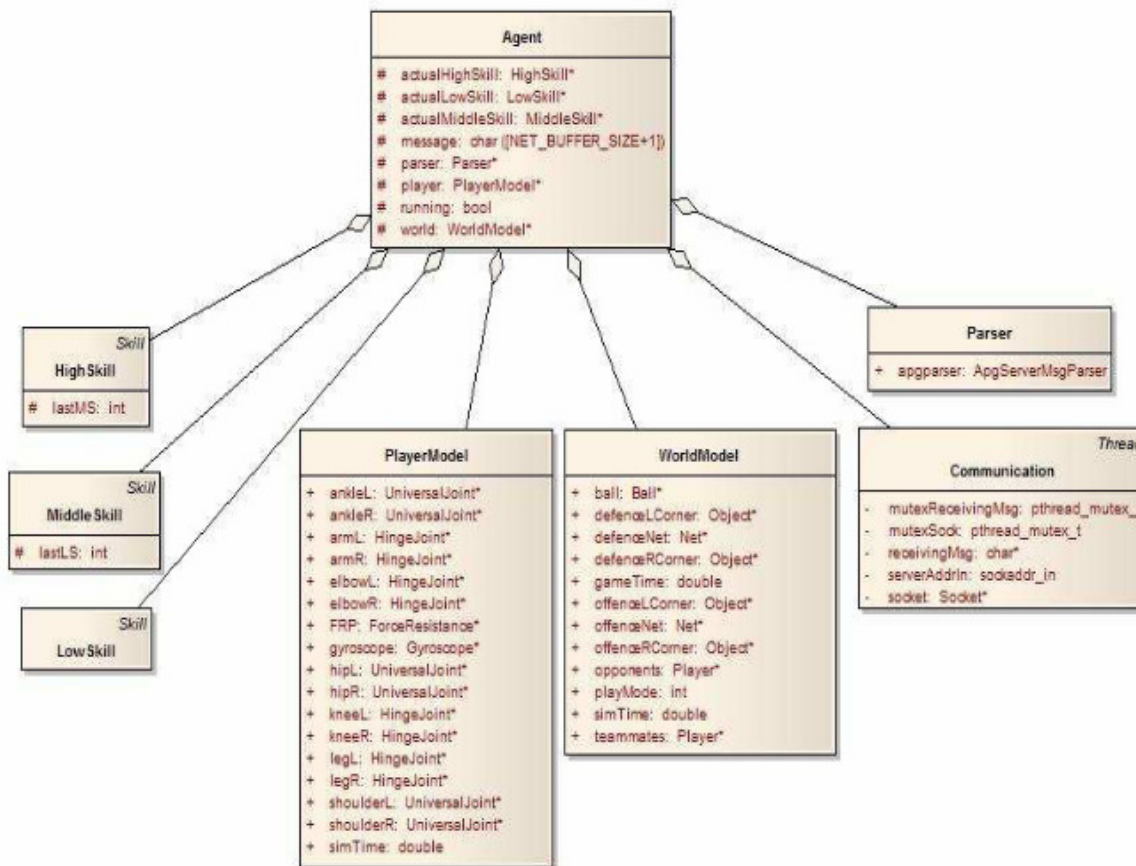 Agent
# actualHighSkill: HighSkill*
# actualLowSkill: LowSkill*
# actualMiddleSkill: MiddleSkill*
# message: char ([NET_BUFFER_SIZE+1])
# parser: Parser*
# player: PlayerModel*
# running: bool
# world: WorldModel*
Skill
HighSkill
# lastMS: int
Skill
MiddleSkill
# lastLS: int
Skill
LowSkill
PlayerModel
+ ankleL: UniversalJoint*
+ ankleR: UniversalJoint*
+ armL: HingeJoint*
+ armR: HingeJoint*
+ elbowL: HingeJoint*
+ elbowR: HingeJoint*
+ FRP: ForceResistance*
+ gyroscope: Gyroscope*
+ hipL: UniversalJoint*
+ hipR: UniversalJoint*
+ kneeL: HingeJoint*
+ kneeR: HingeJoint*
+ legL: HingeJoint*
+ legR: HingeJoint*
+ shoulderL: UniversalJoint*
+ shoulderR: UniversalJoint*
+ simTime: double
WorldModel
+ ball: Ball*
+ defenceLCorner: Object*
+ defenceNet: Net*
+ defenceRCorner: Object*
+ gameTime: double
+ offenceLCorner: Object*
+ offenceNet: Net*
+ offenceRCorner: Object*
+ opponents: Player*
+ playMode: int
+ simTime: double
+ teammates: Player*
Parser
+ apgparser: ApgServerMsgParser
Thread
Communication
- mutexReceivingMsg: pthread_mutex_
- mutexSock: pthread_mutex_t
- receivingMsg: char*
- serverAddrIn: sockaddr_in
- socket: Socket*